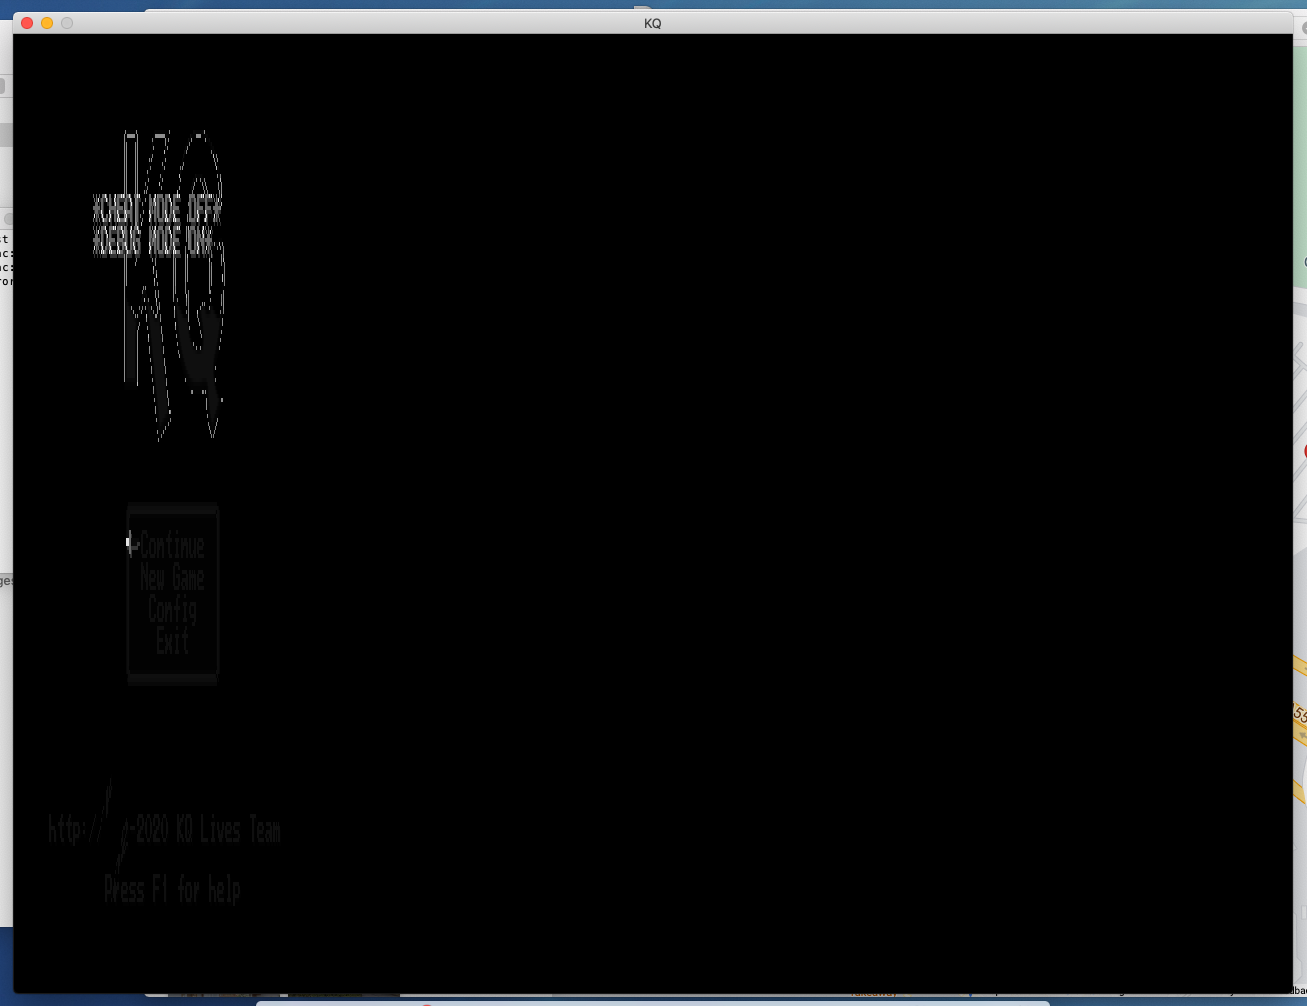 KQ
KQ
*CHEAT MODE OFF*
*DEBUG MODE ON*
Continue
New Game
Config
Exit
http://
-2020 KQ Lives Team
Press F1 for help